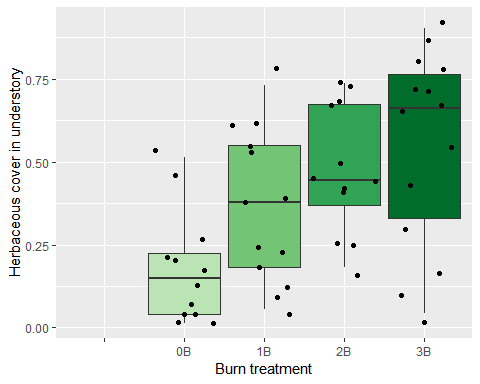 Herbaceous cover in understory
0.75
0.50
0.25
0.00
0B 1B 2B 3B
Burn treatment